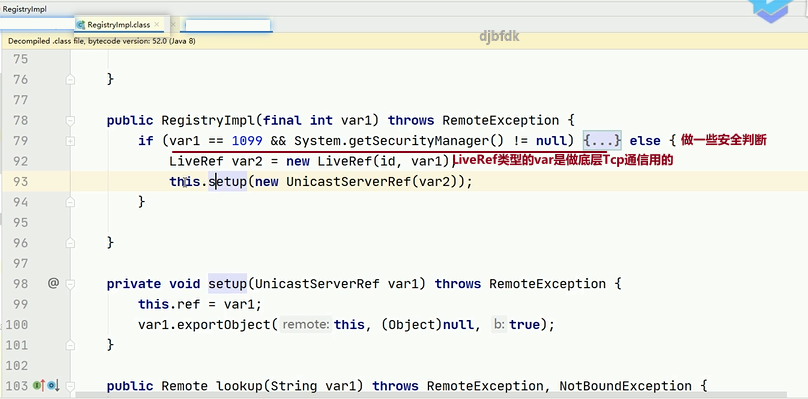 RegistryImpl
RegistryImpl.class
Decompiled .class file, bytecode version: 52.0 (Java 8)
djbfdk
75
76 }
77
78 public RegistryImpl(final int var1) throws RemoteException {
79 if (var1 == 1099 && System.getSecurityManager() != null) {...} else { 做一些安全判断
92 LiveRef var2 = new LiveRef(id, var1); LiveRef类型的var是做底层Tcp通信用的
93 this.setup(new UnicastServerRef(var2));
94 }
95
96 }
97
98 @ private void setup(UnicastServerRef var1) throws RemoteException {
99 this.ref = var1;
100 var1.exportObject( remote: this, (Object)null, b: true);
101 }
102
103 public Remote lookup(String var1) throws RemoteException, NotBoundException {